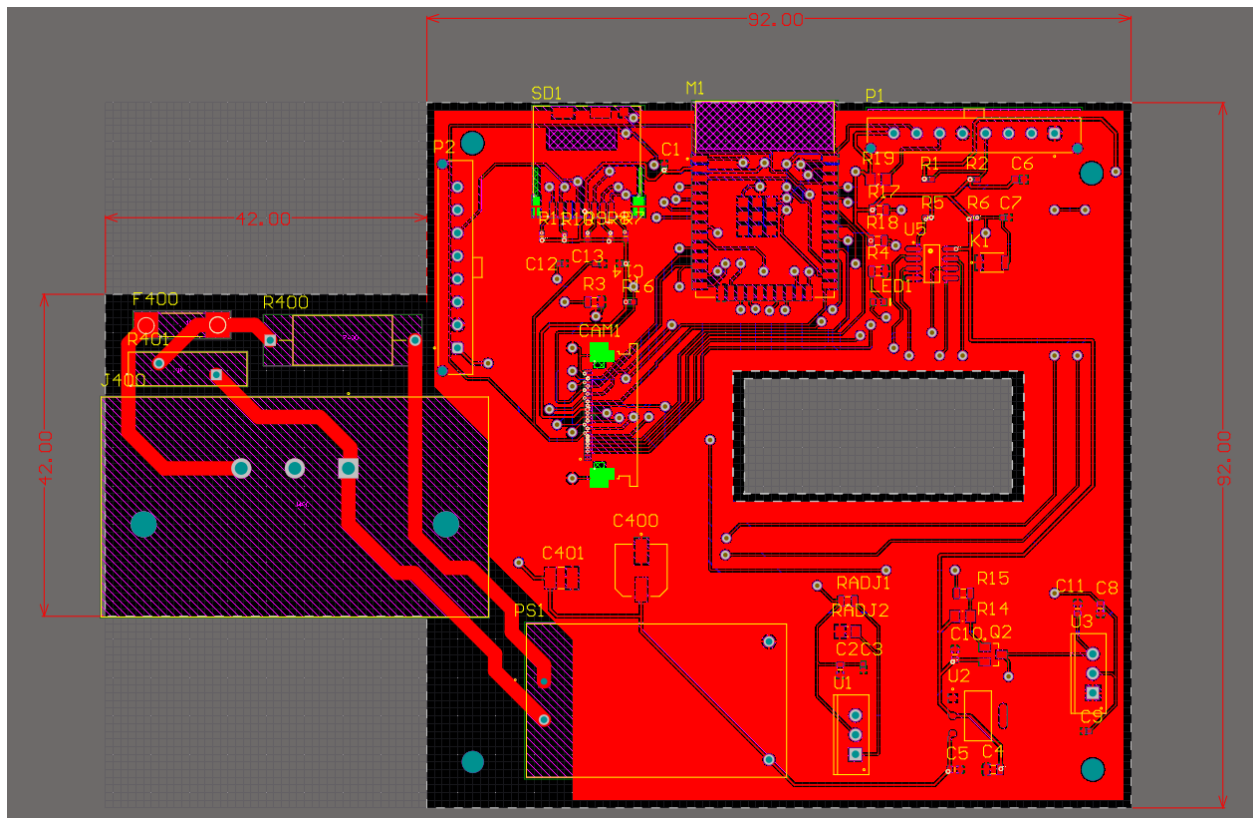 92.00
SD1
M1
P1
P2
C1
R19
R1
R2
C6
R17
42.00
R5
R6
C7
R18
U5
K1
R4
C12
C13
LED1
R3
R16
F400
R400
CAM1
R401
J400
42.00
92.00
C400
C401
RADJ1
R15
C11
C8
PS1
RADJ2
R14
U3
C10
Q2
C2
C3
U2
U1
C9
C5
C4